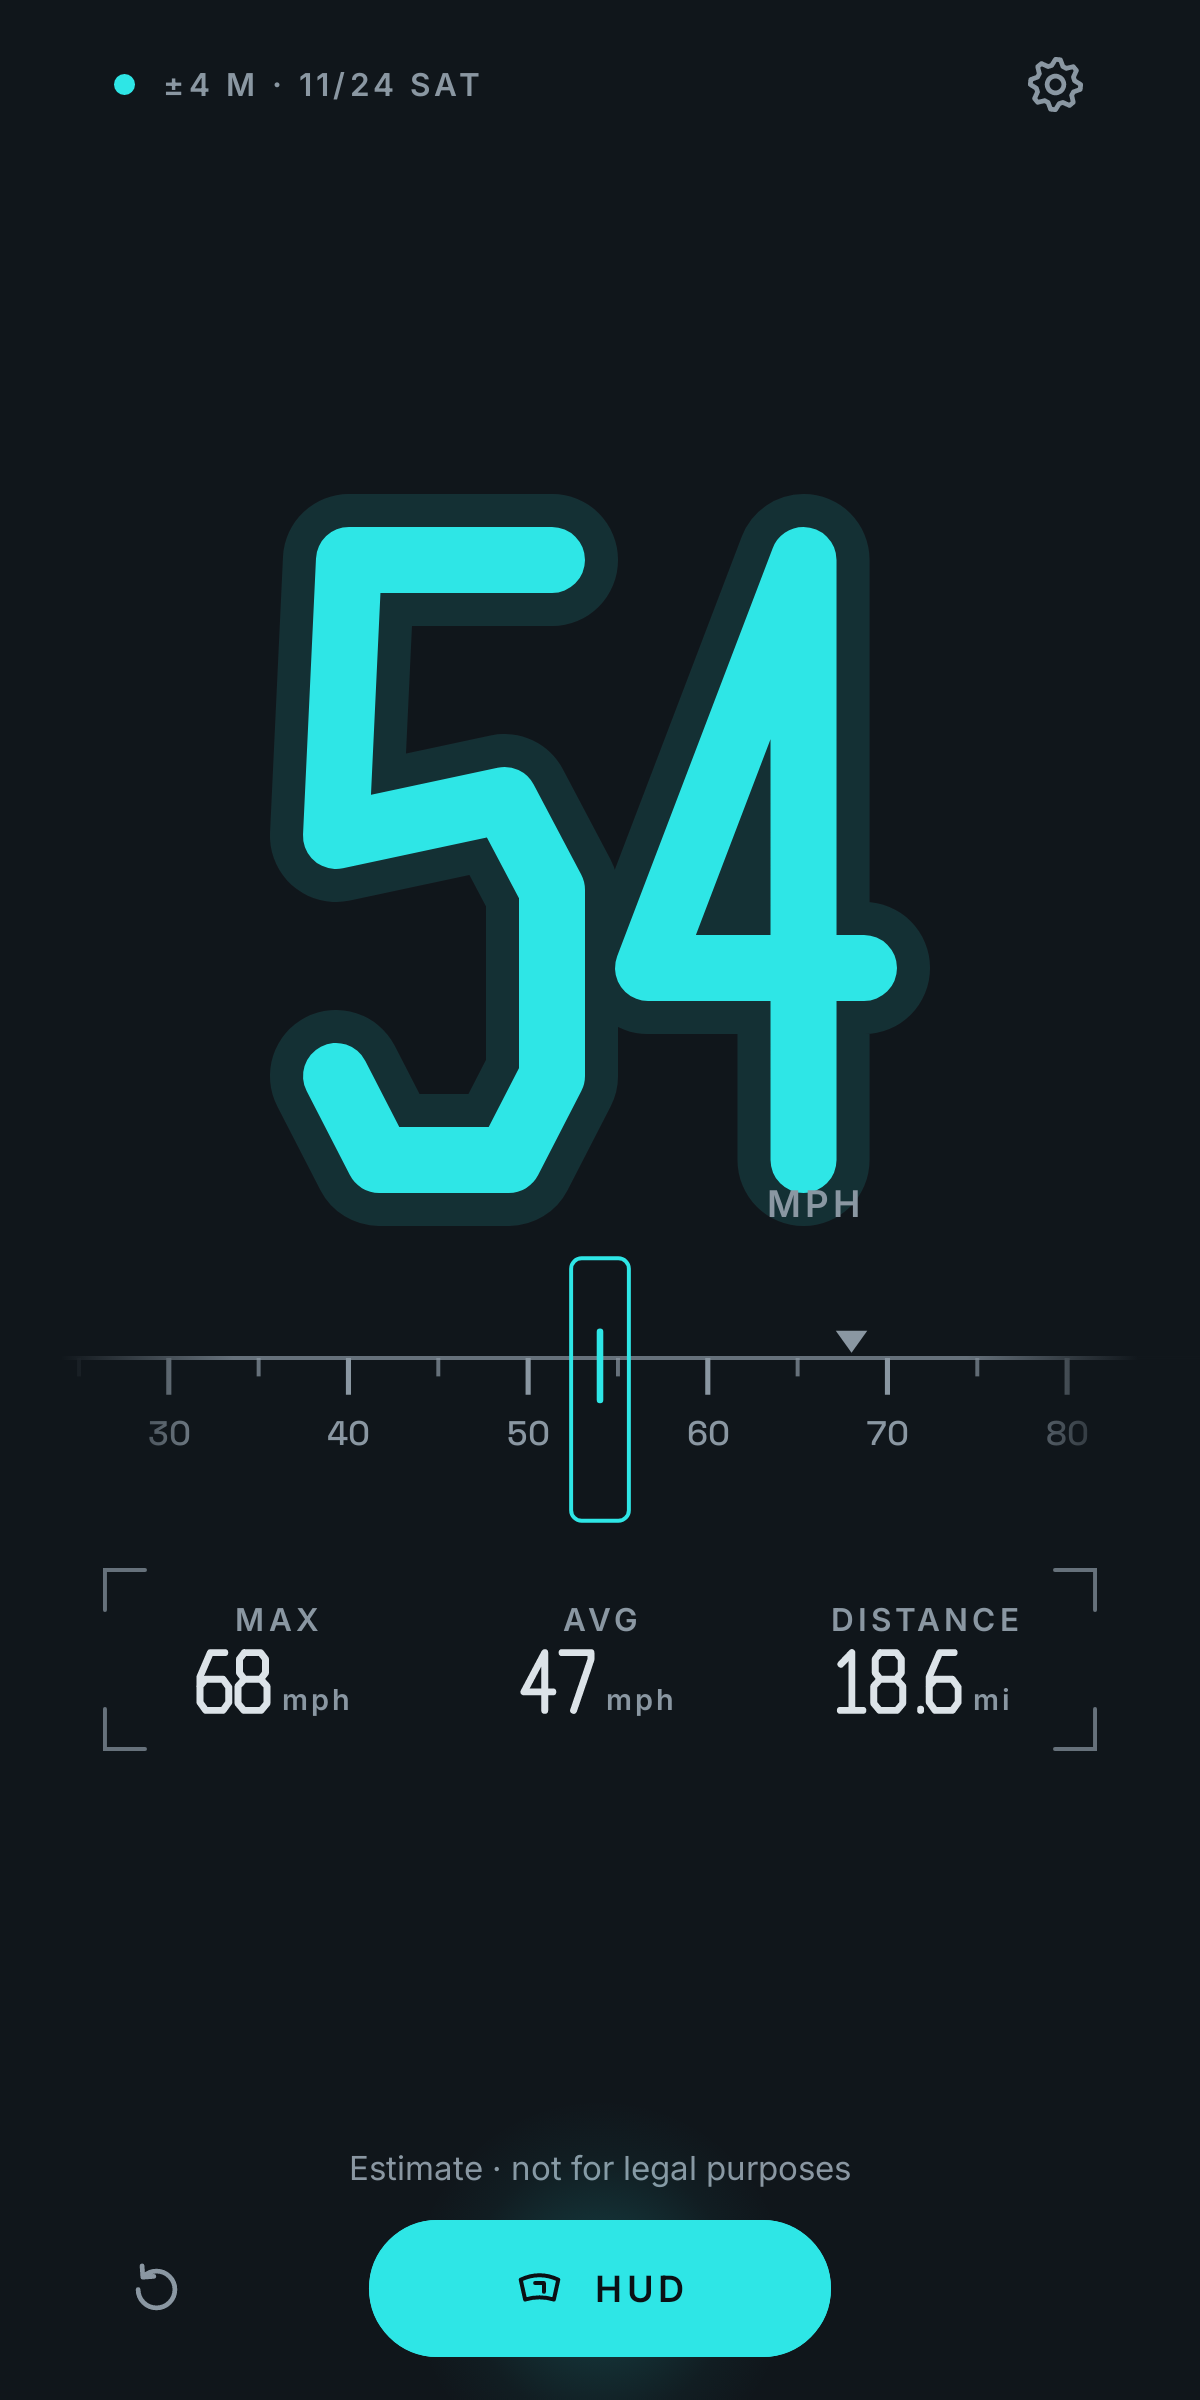 ±4 M · 11/24 SAT
54
MPH
30 40 50 60 70 80
MAX AVG DISTANCE
68 mph 47 mph 18.6 mi
Estimate · not for legal purposes
HUD